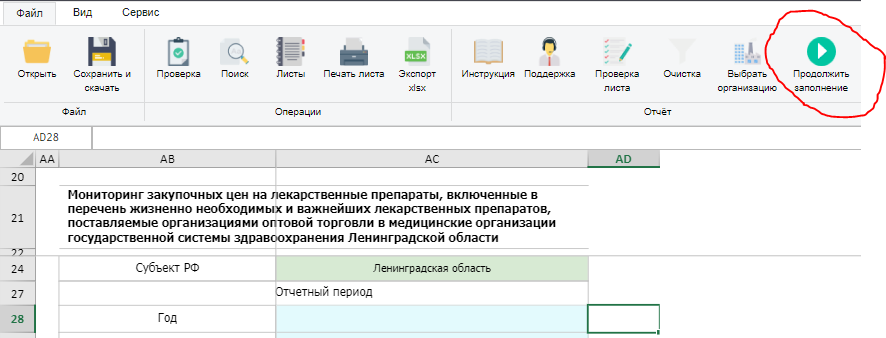 Файл Вид Сервис
Открыть Сохранить и скачать Проверка Поиск Листы Печать листа XLSX Экспорт xlsx Инструкция Поддержка Проверка листа Очистка Выбрать организацию Продолжить заполнение
Файл Операции Отчёт
AD28
AA AB AC AD
20
21
Мониторинг закупочных цен на лекарственные препараты, включенные в
перечень жизненно необходимых и важнейших лекарственных препаратов,
поставляемые организациями оптовой торговли в медицинские организации
государственной системы здравоохранения Ленинградской области
22
24 Субъект РФ Ленинградская область
27 Отчетный период
28 Год